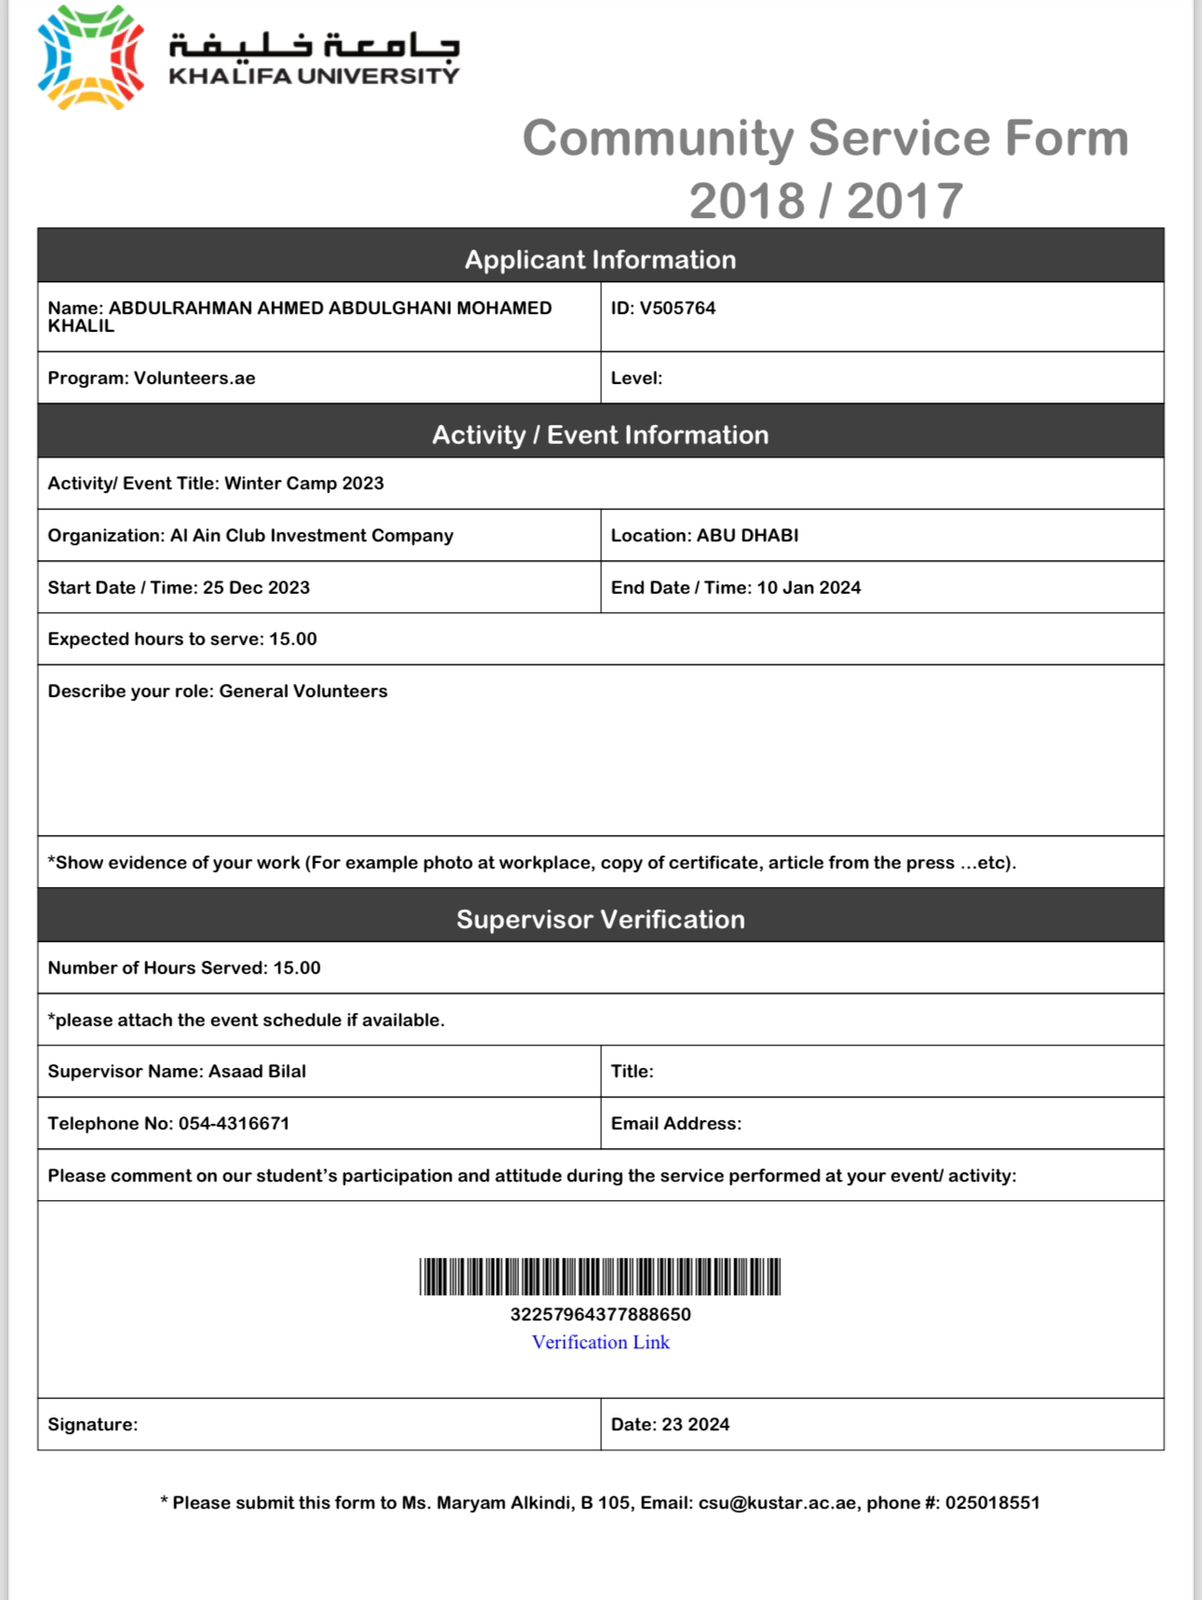 جامعة خليفة
KHALIFA UNIVERSITY
Community Service Form
2018 / 2017
Applicant Information
Name: ABDULRAHMAN AHMED ABDULGHANI MOHAMED
KHALIL
ID: V505764
Program: Volunteers.ae
Level:
Activity / Event Information
Activity/ Event Title: Winter Camp 2023
Organization: Al Ain Club Investment Company
Location: ABU DHABI
Start Date / Time: 25 Dec 2023
End Date / Time: 10 Jan 2024
Expected hours to serve: 15.00
Describe your role: General Volunteers
*Show evidence of your work (For example photo at workplace, copy of certificate, article from the press ...etc).
Supervisor Verification
Number of Hours Served: 15.00
*please attach the event schedule if available.
Supervisor Name: Asaad Bilal
Title:
Telephone No: 054-4316671
Email Address:
Please comment on our student’s participation and attitude during the service performed at your event/ activity:
32257964377888650
Verification Link
Signature:
Date: 23 2024
* Please submit this form to Ms. Maryam Alkindi, B 105, Email: csu@kustar.ac.ae, phone #: 025018551